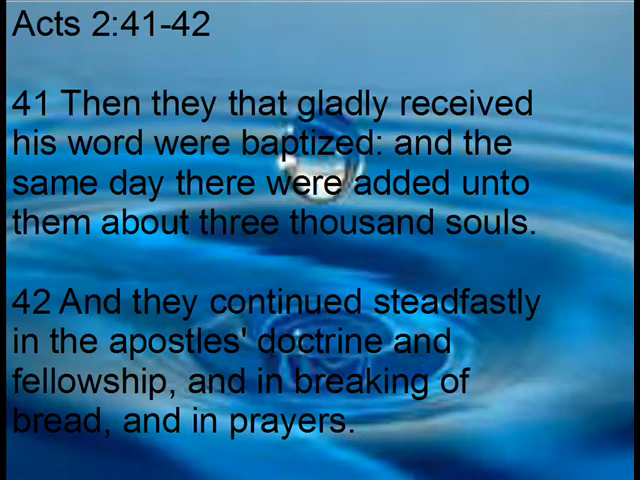 Acts 2:41-42
41 Then they that gladly received
his word were baptized: and the
same day there were added unto
them about three thousand souls.
42 And they continued steadfastly
in the apostles' doctrine and
fellowship, and in breaking of
bread, and in prayers.